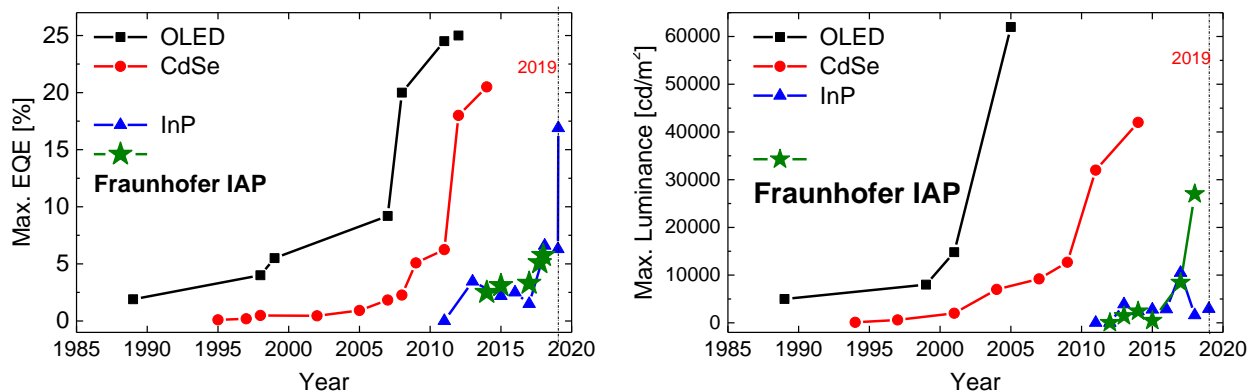 25
20
15
10
5
0
Max. EQE [%]
OLED
CdSe
InP
Fraunhofer IAP
2019
1985 1990 1995 2000 2005 2010 2015 2020
Year
60000
50000
40000
30000
20000
10000
0
Max. Luminance [cd/m²]
OLED
CdSe
InP
Fraunhofer IAP
2019
1985 1990 1995 2000 2005 2010 2015 2020
Year